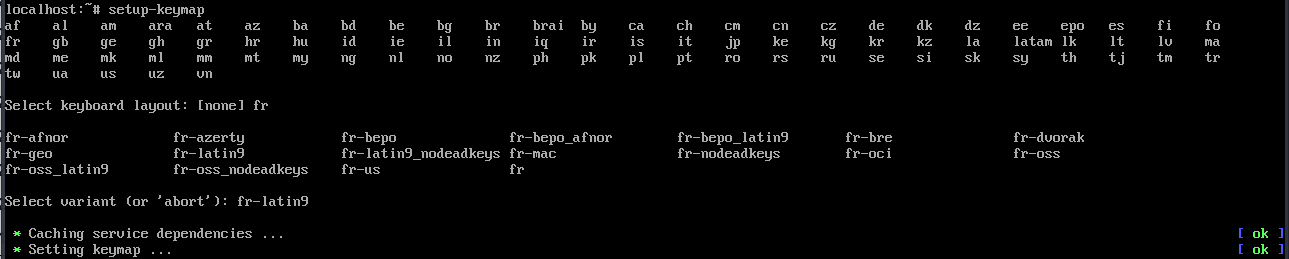 localhost:~# setup-keymap
af al am ara at az ba bd be bg br brai by ca ch cm cn cz de dk dz ee epo es fi fo
fr gb ge gh gr hr hu id ie il in iq ir is it jp ke kg kr kz la latam lk lt lv ma
md me mk ml mm mt my ng nl no nz ph pk pl pt ro rs ru se si sk sy th tj tm tr
tw ua us uz vn
Select keyboard layout: [none] fr
fr-afnor fr-azerty fr-bepo fr-bepo_afnor fr-bepo_latin9 fr-bre fr-dvorak
fr-geo fr-latin9 fr-latin9_nodeadkeys fr-mac fr-nodeadkeys fr-oci fr-oss
fr-oss_latin9 fr-oss_nodeadkeys fr-us fr
Select variant (or 'abort'): fr-latin9
* Caching service dependencies ... [ ok ]
* Setting keymap ... [ ok ]